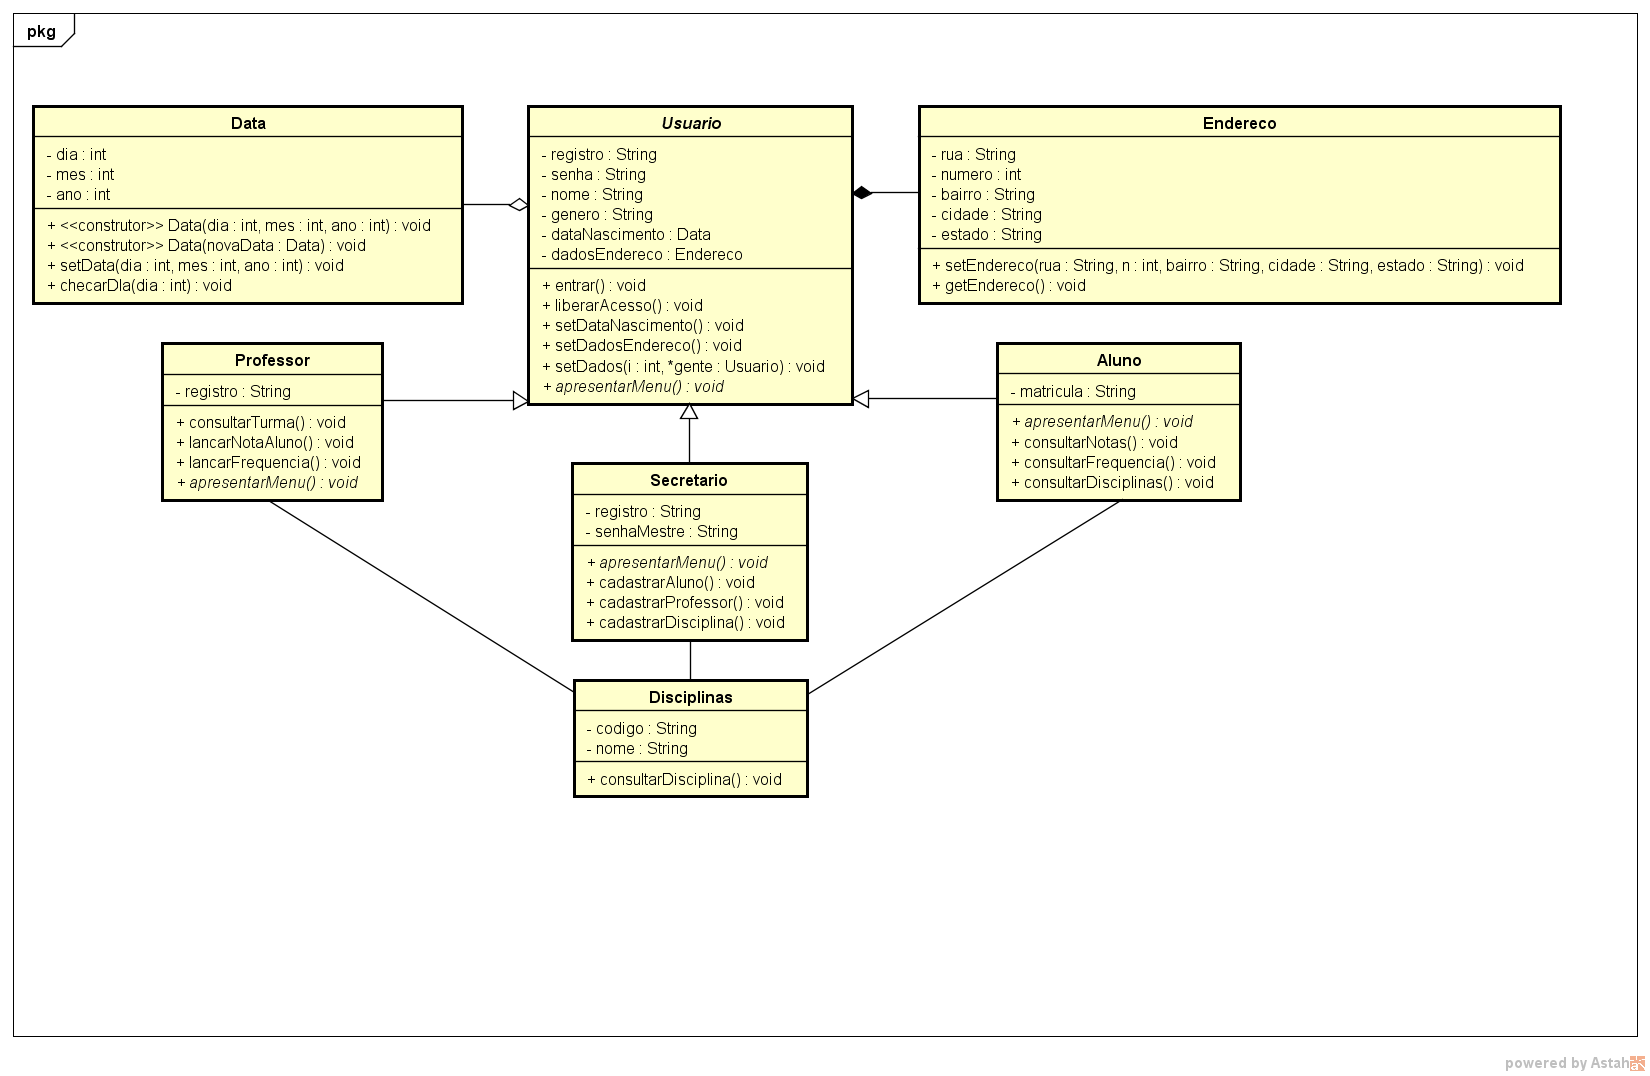 pkg
Data
- dia : int
- mes : int
- ano : int
+ <<construtor>> Data(dia : int, mes : int, ano : int) : void
+ <<construtor>> Data(novaData : Data) : void
+ setData(dia : int, mes : int, ano : int) : void
+ checarDIa(dia : int) : void
Usuario
- registro : String
- senha : String
- nome : String
- genero : String
- dataNascimento : Data
- dadosEndereco : Endereco
+ entrar() : void
+ liberarAcesso() : void
+ setDataNascimento() : void
+ setDadosEndereco() : void
+ setDados(i : int, *gente : Usuario) : void
+ apresentarMenu() : void
Endereco
- rua : String
- numero : int
- bairro : String
- cidade : String
- estado : String
+ setEndereco(rua : String, n : int, bairro : String, cidade : String, estado : String) : void
+ getEndereco() : void
Professor
- registro : String
+ consultarTurma() : void
+ lancarNotaAluno() : void
+ lancarFrequencia() : void
+ apresentarMenu() : void
Aluno
- matricula : String
+ apresentarMenu() : void
+ consultarNotas() : void
+ consultarFrequencia() : void
+ consultarDisciplinas() : void
Secretario
- registro : String
- senhaMestre : String
+ apresentarMenu() : void
+ cadastrarAluno() : void
+ cadastrarProfessor() : void
+ cadastrarDisciplina() : void
Disciplinas
- codigo : String
- nome : String
+ consultarDisciplina() : void
powered by Astah